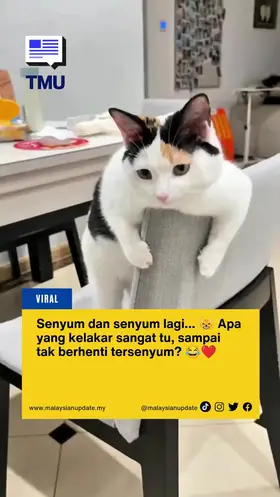 TMU
VIRAL
Senyum dan senyum lagi... 😹 Apa
yang kelakar sangat tu, sampai
tak berhenti tersenyum? 😂❤️
www.malaysianupdate.my
@malaysianupdate